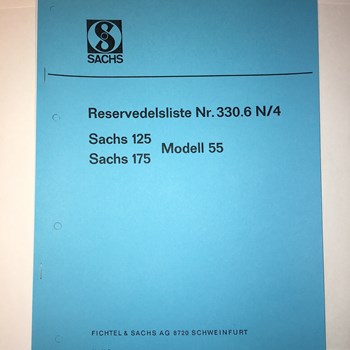 SACHS
Reservedelsliste Nr. 330.6 N/4
Sachs 125
Sachs 175
Modell 55
FICHTEL & SACHS AG 8720 SCHWEINFURT